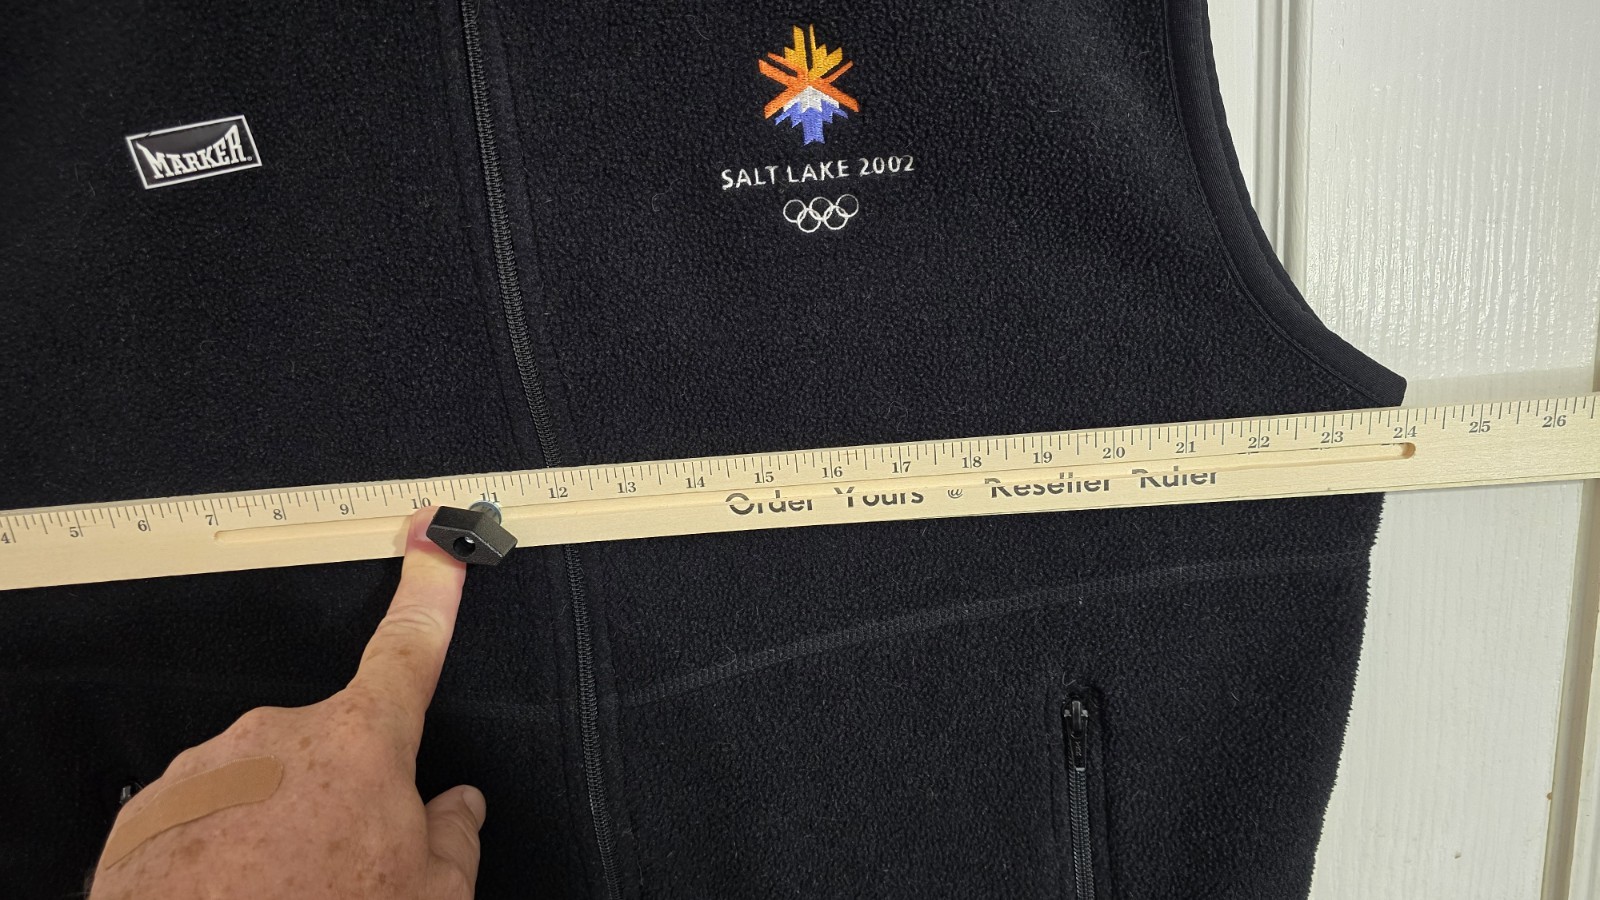 MARKER
SALT LAKE 2002
4 5 6 7 8 9 10 11 12 13 14 15 16 17 18 19 20 21 22 23 24 25 26
Order Yours @ Reseller Ruler